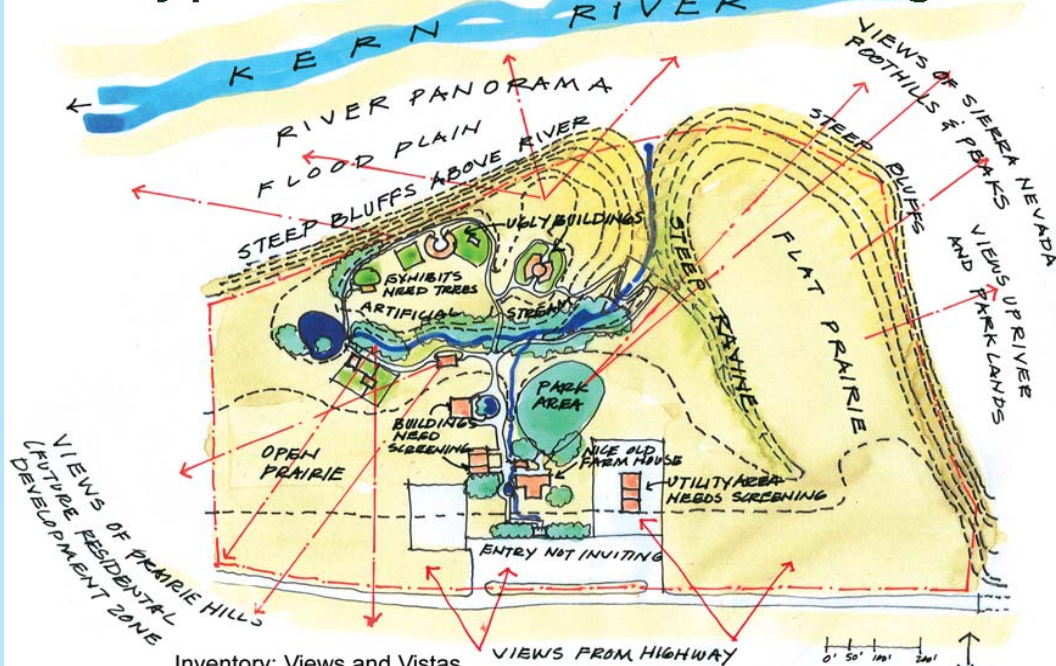 KERN RIVER
RIVER PANORAMA
FLOOD PLAIN
STEEP BLUFFS ABOVE RIVER
VIEWS OF SIERRA NEVADA
FOOTHILLS & PEAKS
STEEP BLUFFS
VIEWS UPRIVER
AND PARK LANDS
UGLY BUILDINGS
EXHIBITS
NEED TREES
ARTIFICIAL STREAM
STEEP RAVINE
FLAT PRAIRIE
PARK
AREA
BUILDINGS
NEED
SCREENING
OPEN
PRAIRIE
NICE OLD
FARM HOUSE
UTILITY AREA
NEEDS SCREENING
ENTRY NOT INVITING
VIEWS OF PRAIRIE HILLS
(FUTURE RESIDENTAL
DEVELOPMENT ZONE
VIEWS FROM HIGHWAY
0' 50' 100' 200'
Inventory: Views and Vistas